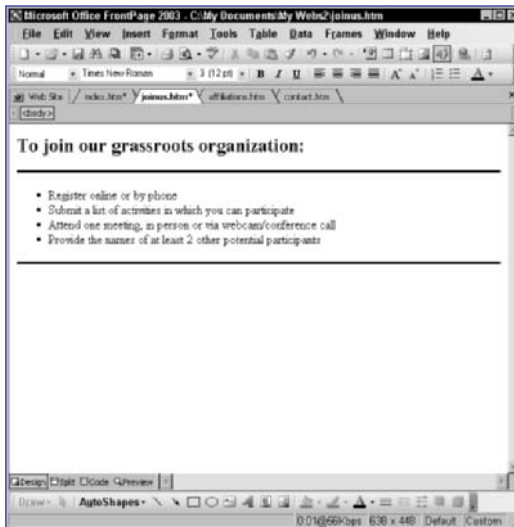 Microsoft Office FrontPage 2003 - C:\My Documents\My Webs2\joinus.htm
File Edit View Insert Format Tools Table Data Frames Window Help
Normal Times New Roman 3 (12 pt) B I U A A A
Web Site index.htm* joinus.htm* affiliations.htm contact.htm
<body>
To join our grassroots organization:
• Register online or by phone
• Submit a list of activities in which you can participate
• Attend one meeting, in person or via webcam/conference call
• Provide the names of at least 2 other potential participants
Design Split Code Preview
Draw AutoShapes A
0:01@56Kbps 638 x 448 Default Custom